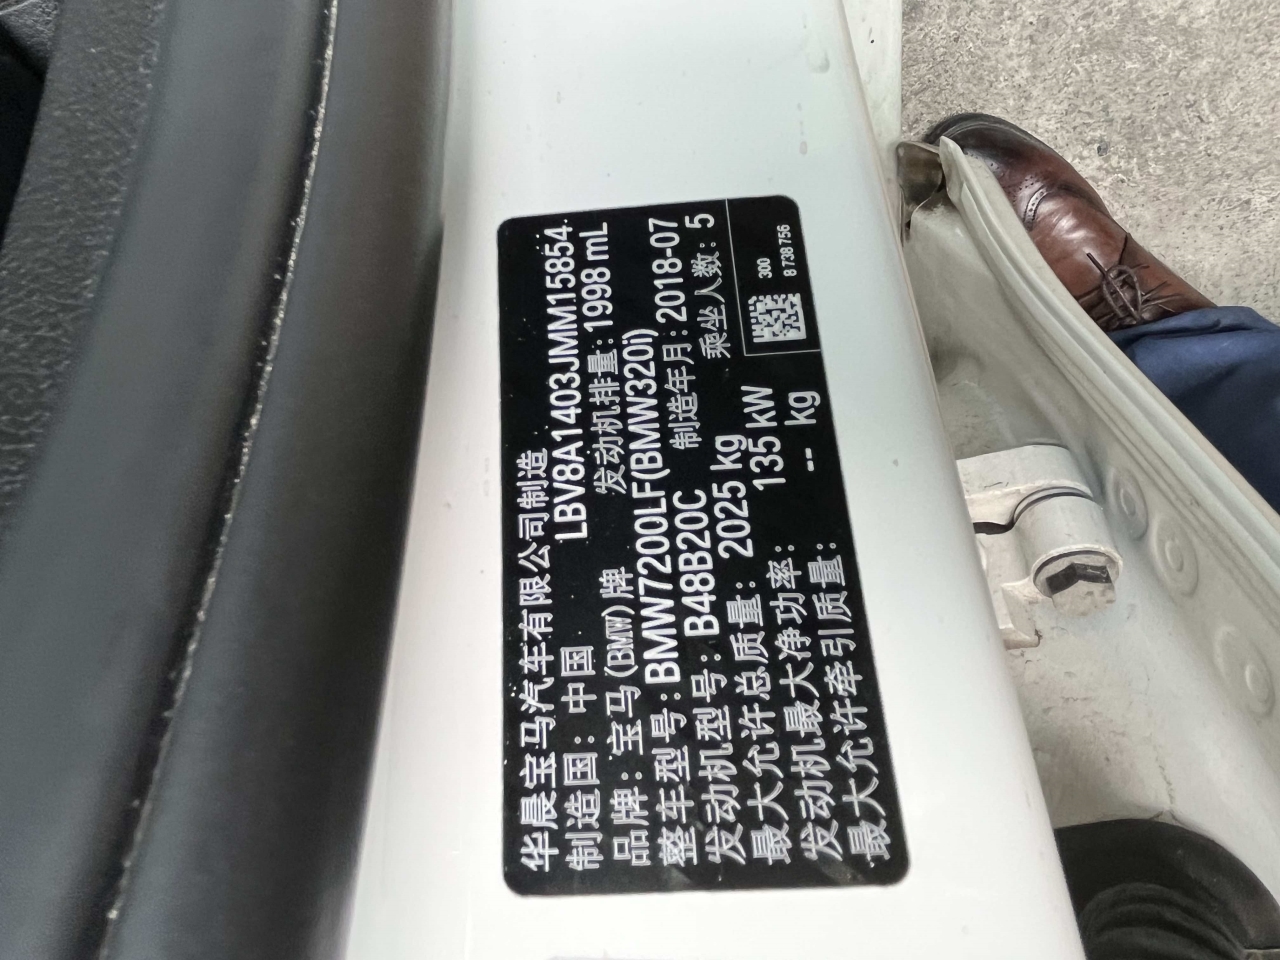 华晨宝马汽车有限公司制造
制造国：中国 LBV8A1403JMM15854
品牌：宝马(BMW)牌 发动机排量：1998 mL
整车型号：BMW7200LF(BMW320i)
发动机型号：B48B20C 制造年月：2018-07
最大允许总质量：2025 kg 乘坐人数：5
发动机最大净功率：135 kW
最大允许牵引质量：-- kg
300
8 738 756